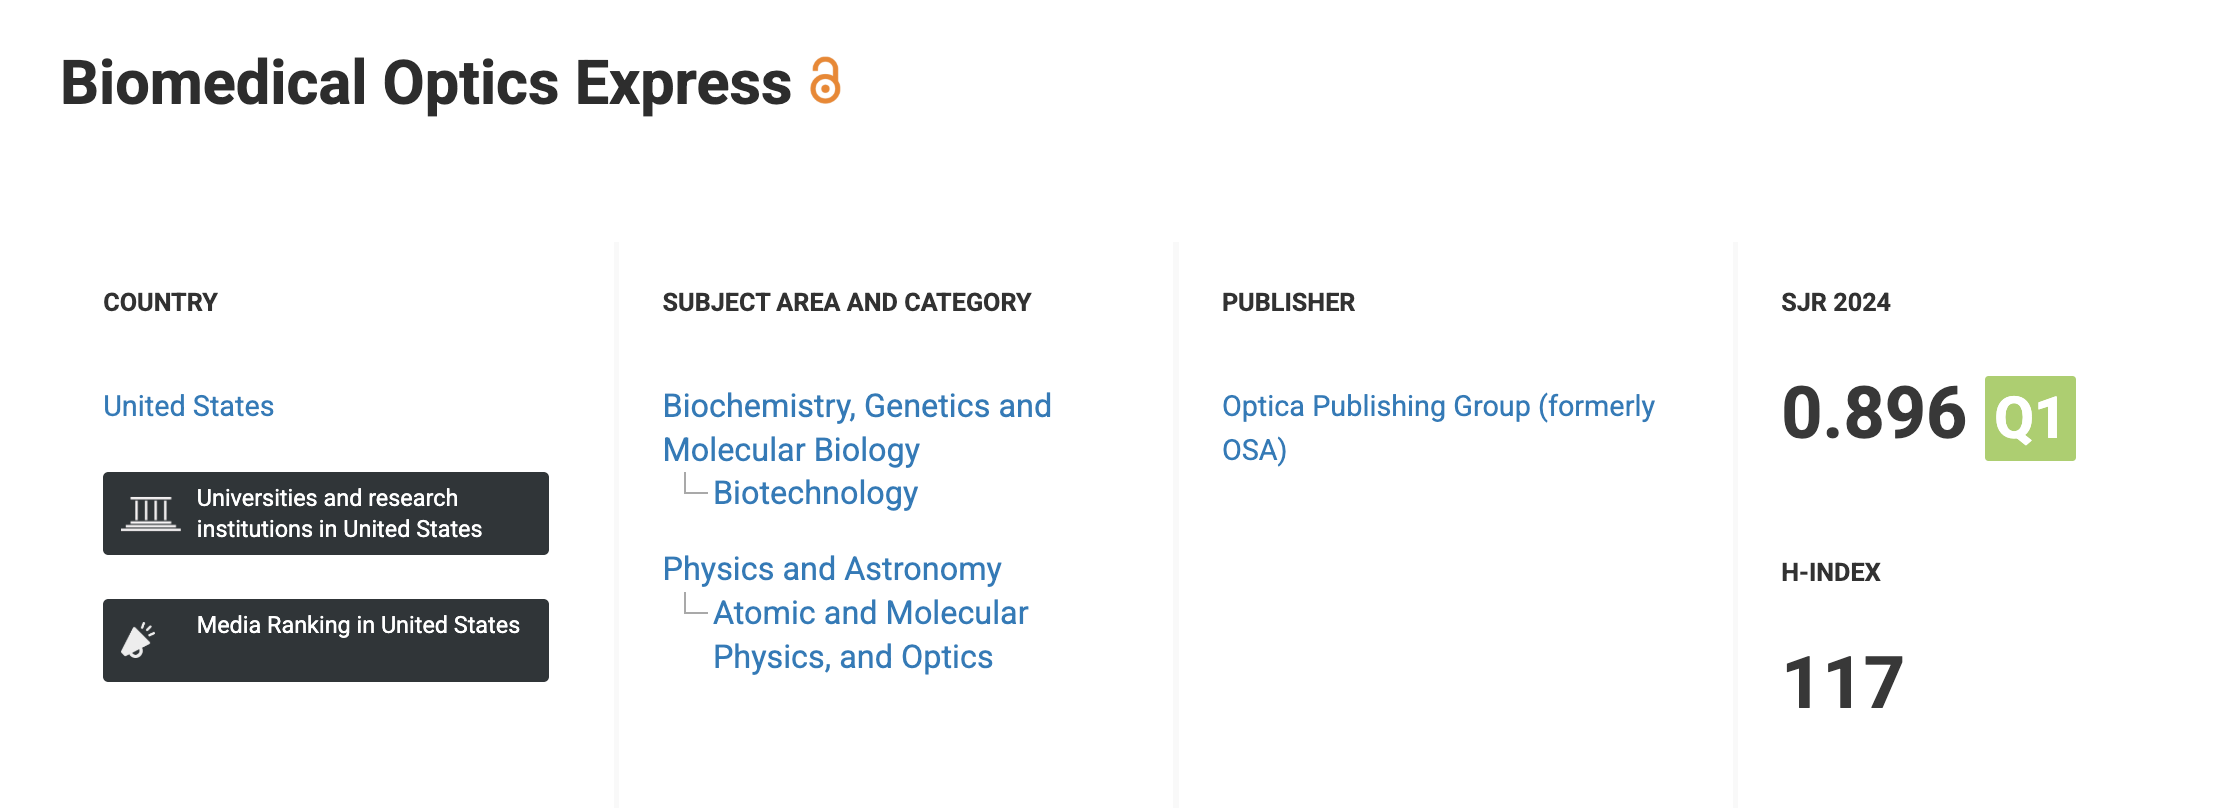 Biomedical Optics Express
COUNTRY
United States
Universities and research
institutions in United States
Media Ranking in United States
SUBJECT AREA AND CATEGORY
Biochemistry, Genetics and
Molecular Biology
Biotechnology
Physics and Astronomy
Atomic and Molecular
Physics, and Optics
PUBLISHER
Optica Publishing Group (formerly
OSA)
SJR 2024
0.896 Q1
H-INDEX
117